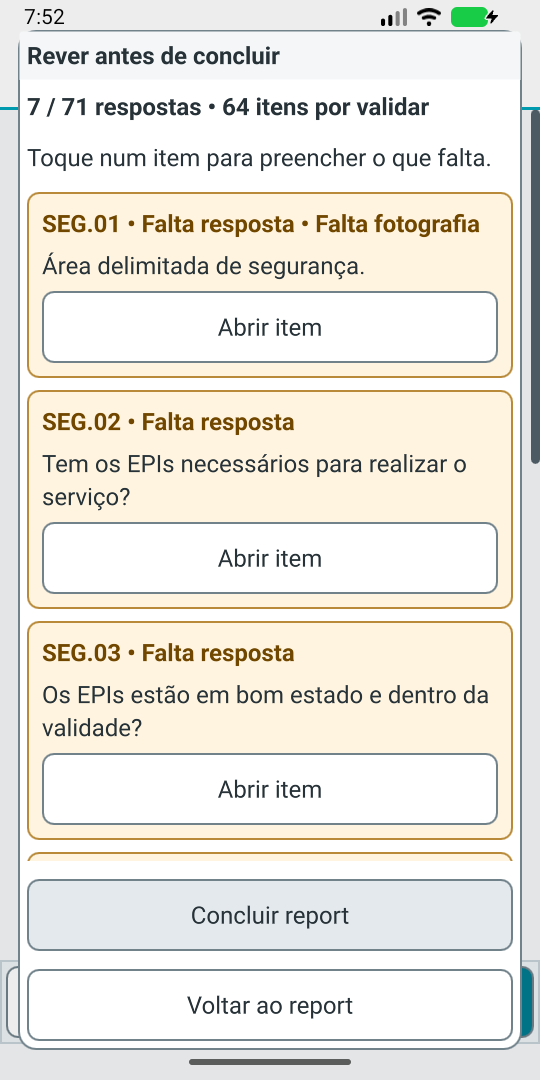 7:52
Rever antes de concluir
7 / 71 respostas • 64 itens por validar
Toque num item para preencher o que falta.
SEG.01 • Falta resposta • Falta fotografia
Área delimitada de segurança.
Abrir item
SEG.02 • Falta resposta
Tem os EPIs necessários para realizar o
serviço?
Abrir item
SEG.03 • Falta resposta
Os EPIs estão em bom estado e dentro da
validade?
Abrir item
Concluir report
Voltar ao report